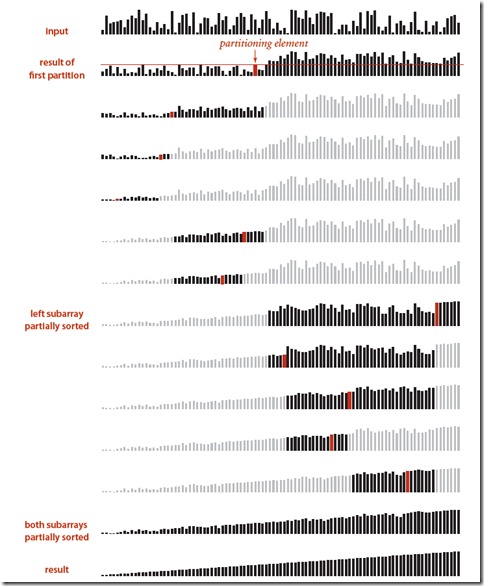 input
partitioning element
result of
first partition
left subarray
partially sorted
both subarrays
partially sorted
result